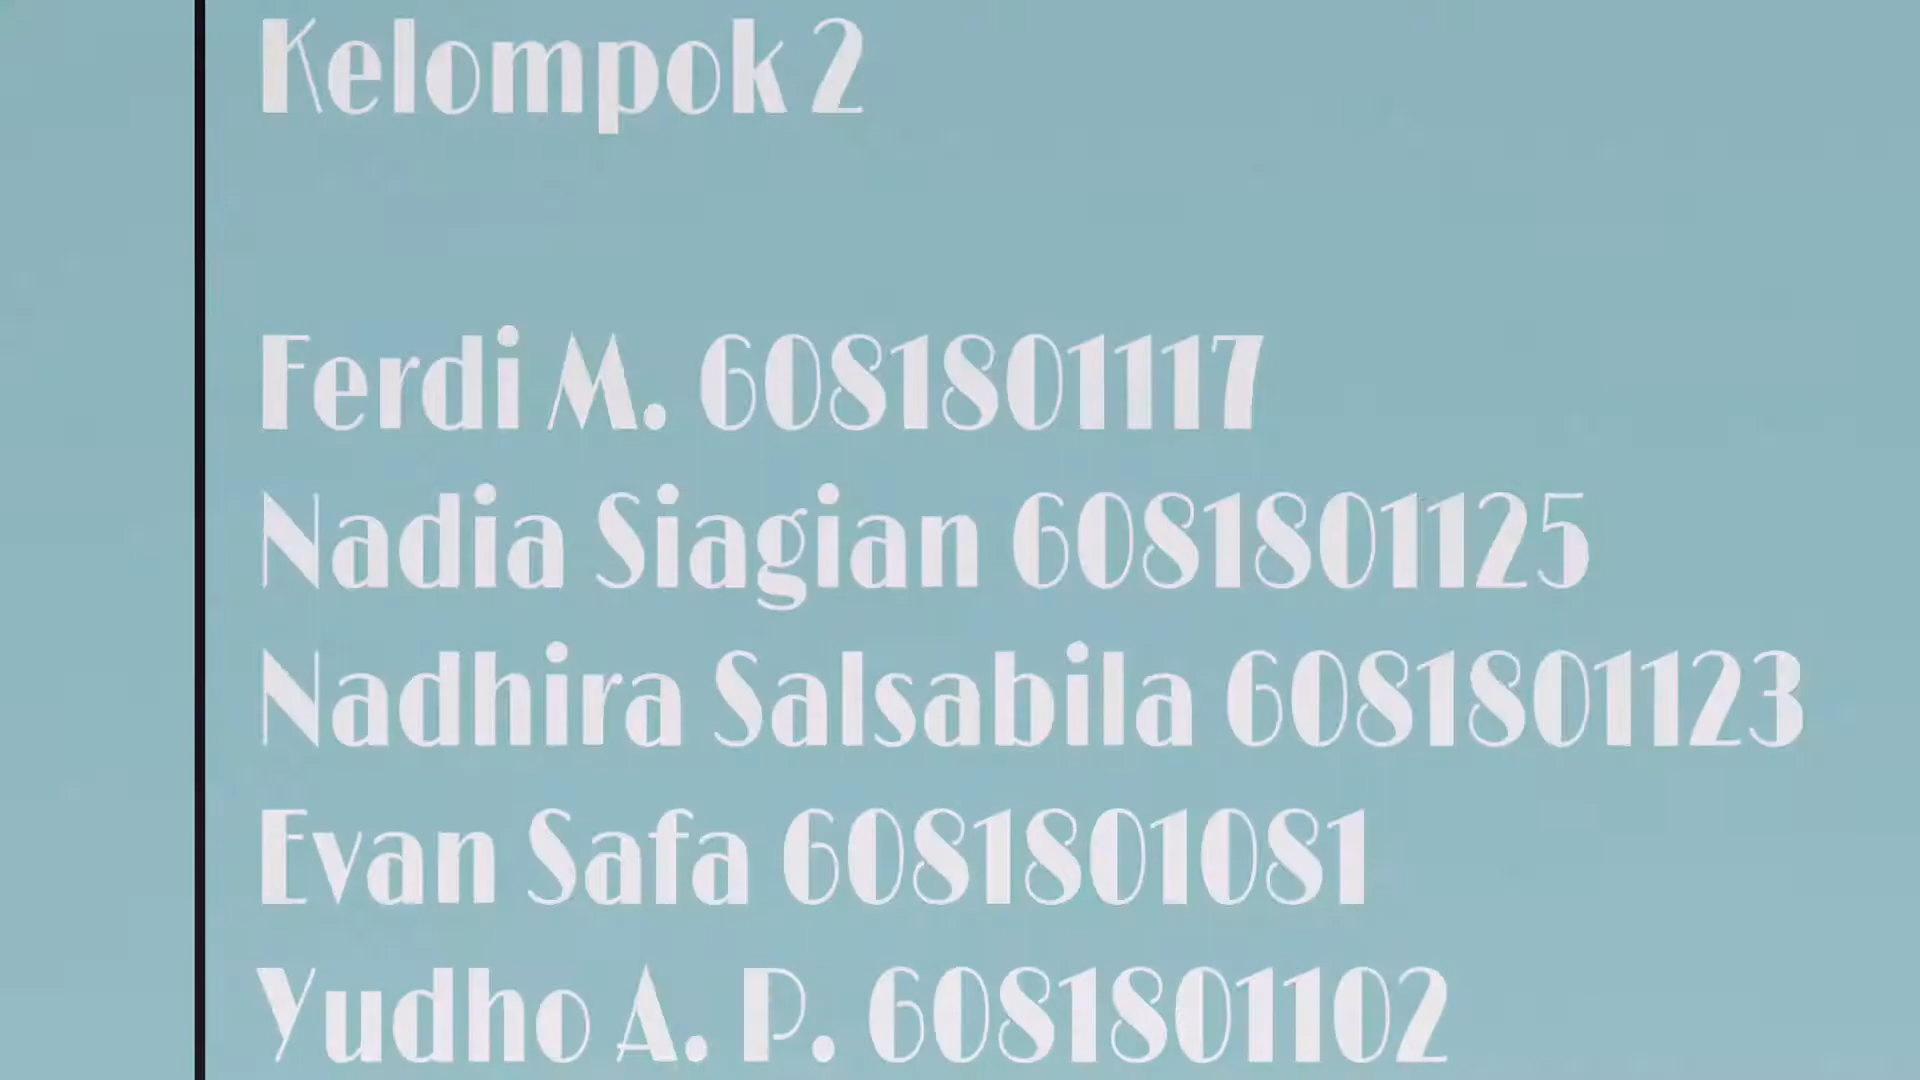 Kelompok 2
Ferdi M. 6081801117
Nadia Siagian 6081801125
Nadhira Salsabila 6081801123
Evan Safa 6081801081
Yudho A. P. 6081801102